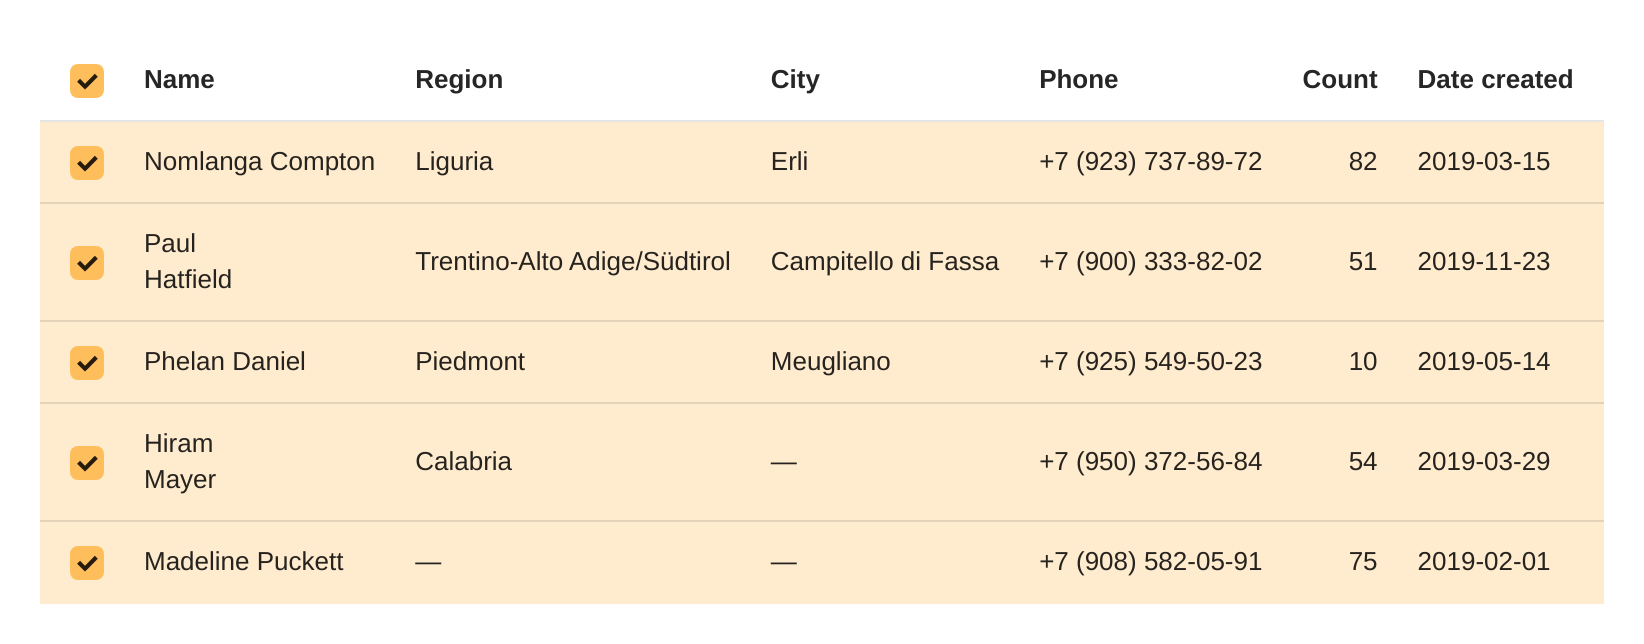 Name Region City Phone Count Date created
Nomlanga Compton Liguria Erli +7 (923) 737-89-72 82 2019-03-15
Paul
Hatfield Trentino-Alto Adige/Südtirol Campitello di Fassa +7 (900) 333-82-02 51 2019-11-23
Phelan Daniel Piedmont Meugliano +7 (925) 549-50-23 10 2019-05-14
Hiram
Mayer Calabria — +7 (950) 372-56-84 54 2019-03-29
Madeline Puckett — — +7 (908) 582-05-91 75 2019-02-01